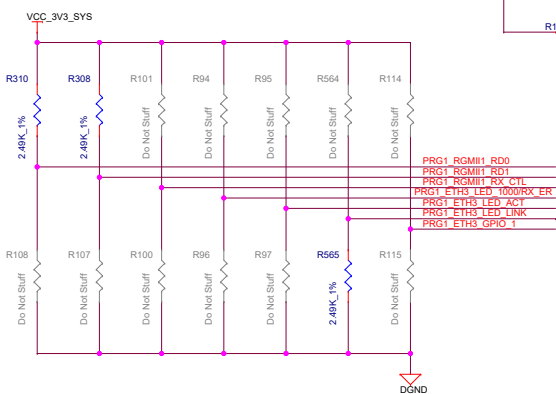 VCC_3V3_SYS
R1
R310 R308 R101 R94 R95 R564 R114
2.49K_1% 2.49K_1% Do Not Stuff Do Not Stuff Do Not Stuff Do Not Stuff Do Not Stuff
PRG1_RGMII1_RD0
PRG1_RGMII1_RD1
PRG1_RGMII1_RX_CTL
PRG1_ETH3_LED_1000/RX_ER
PRG1_ETH3_LED_ACT
PRG1_ETH3_LED_LINK
PRG1_ETH3_GPIO_1
R108 R107 R100 R96 R97 R565 R115
Do Not Stuff Do Not Stuff Do Not Stuff Do Not Stuff Do Not Stuff 2.49K_1% Do Not Stuff
DGND